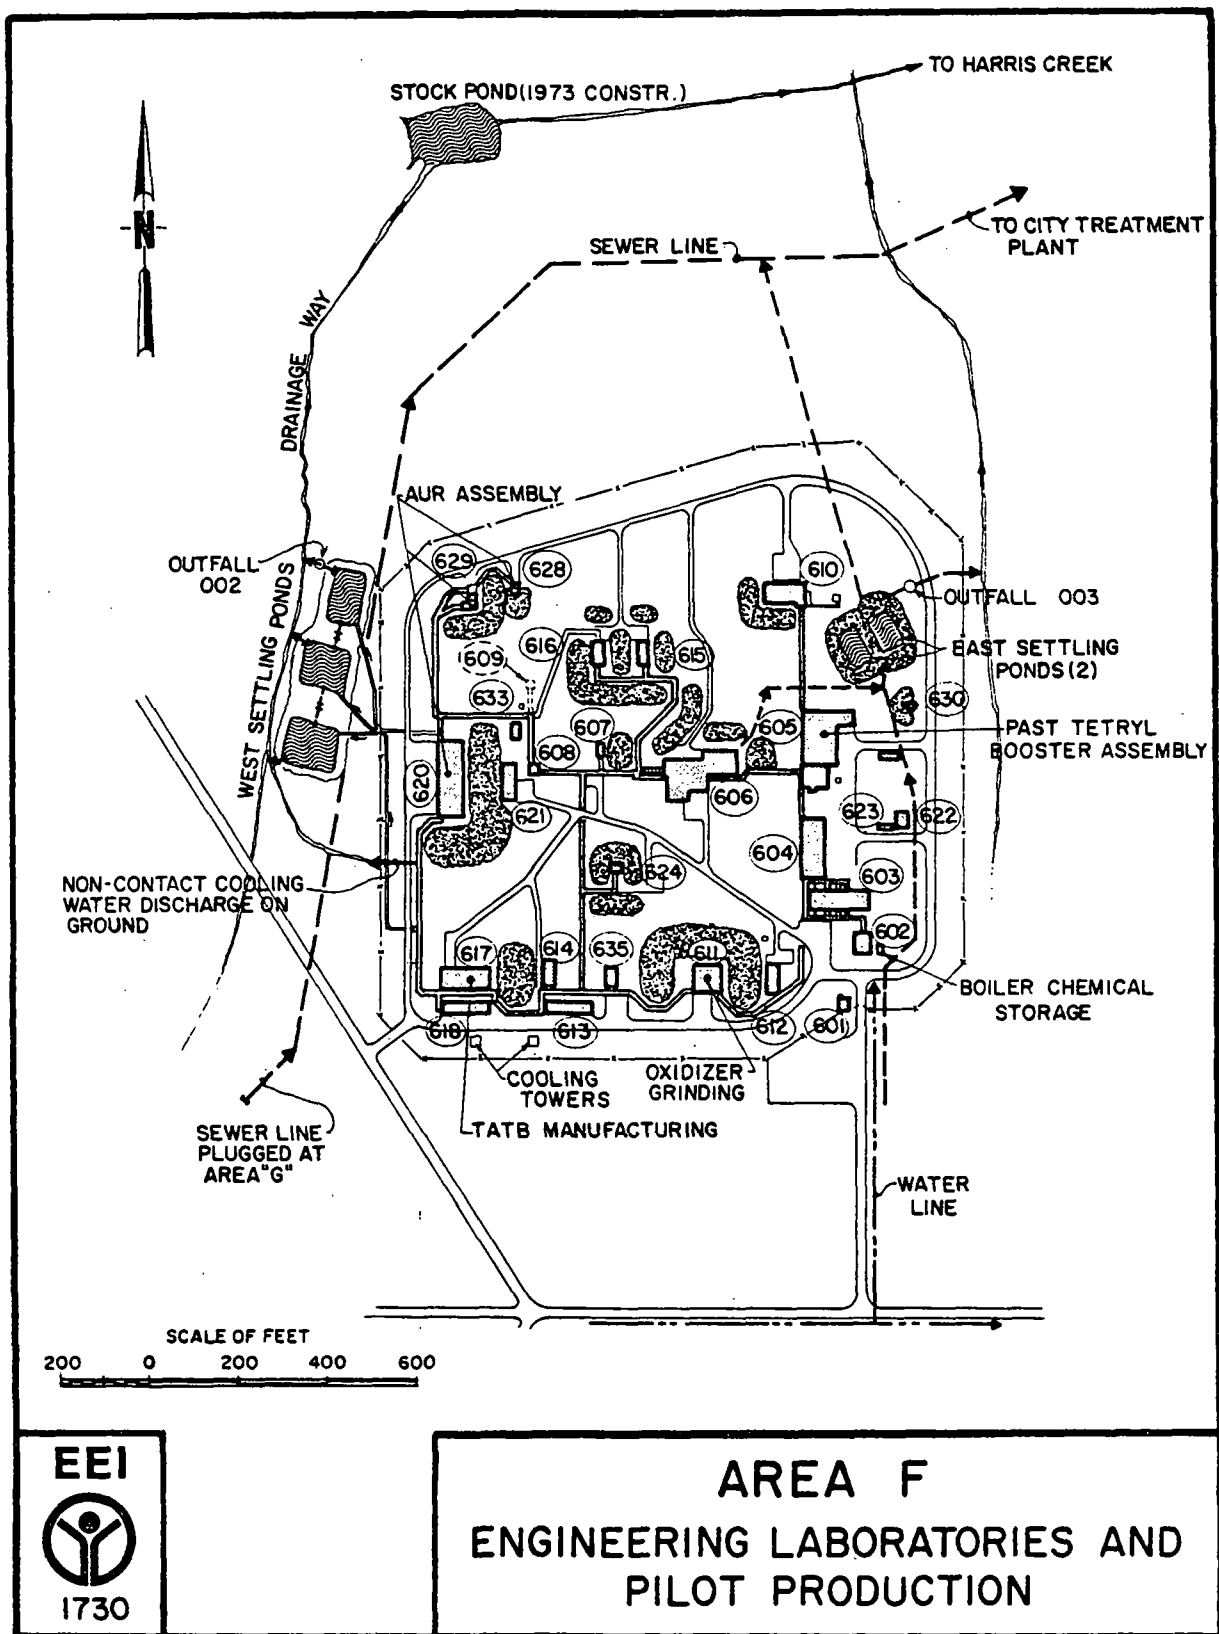 TO HARRIS CREEK
STOCK POND(1973 CONSTR.)
N
TO CITY TREATMENT
PLANT
SEWER LINE
DRAINAGE WAY
AUR ASSEMBLY
OUTFALL
002
629
628
610
OUTFALL 003
WEST SETTLING PONDS
609
616
615
EAST SETTLING
PONDS(2)
633
607
605
630
PAST TETRYL
BOOSTER ASSEMBLY
608
620
606
621
623
622
604
624
603
NON-CONTACT COOLING
WATER DISCHARGE ON
GROUND
602
617
614
635
611
BOILER CHEMICAL
STORAGE
618
613
612
601
COOLING
TOWERS
OXIDIZER
GRINDING
TATB MANUFACTURING
SEWER LINE
PLUGGED AT
AREA"G"
WATER
LINE
SCALE OF FEET
200 0 200 400 600
EEI
1730
AREA F
ENGINEERING LABORATORIES AND
PILOT PRODUCTION